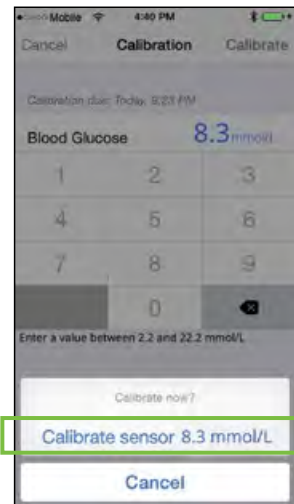 Mobile 4:40 PM
Cancel Calibration Calibrate
Calibration due: Today, 9:23 PM
Blood Glucose 8.3 mmol/L
1 2 3
4 5 6
7 8 9
0
Enter a value between 2.2 and 22.2 mmol/L
Calibrate now?
Calibrate sensor 8.3 mmol/L
Cancel